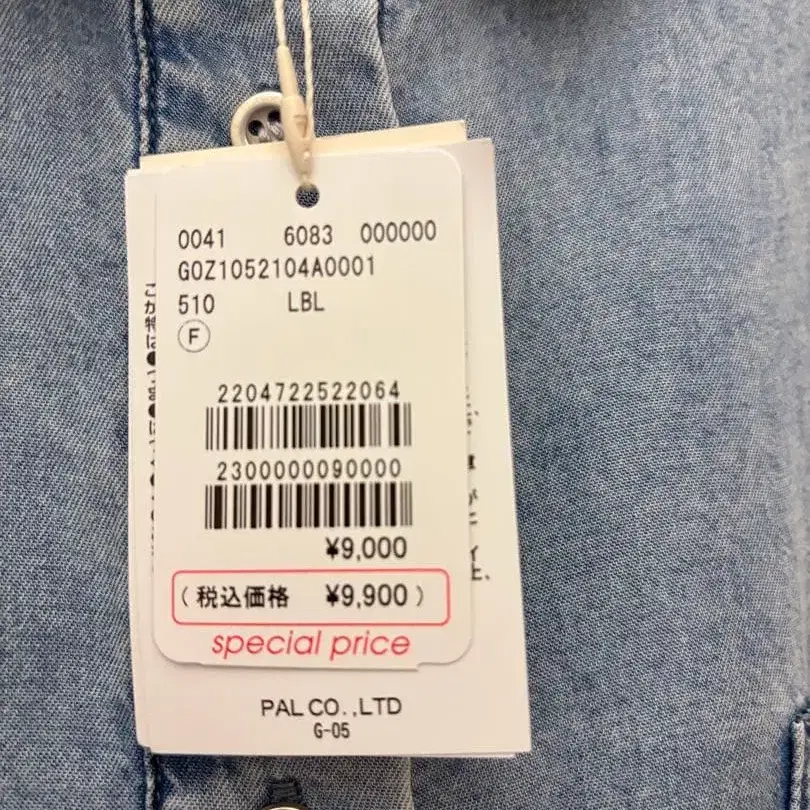 0041 6083 000000
G0Z1052104A0001
510 LBL
F
2204722522064
2300000090000
¥9,000
(税込価格 ¥9,900)
special price
PAL CO.,LTD
G-05